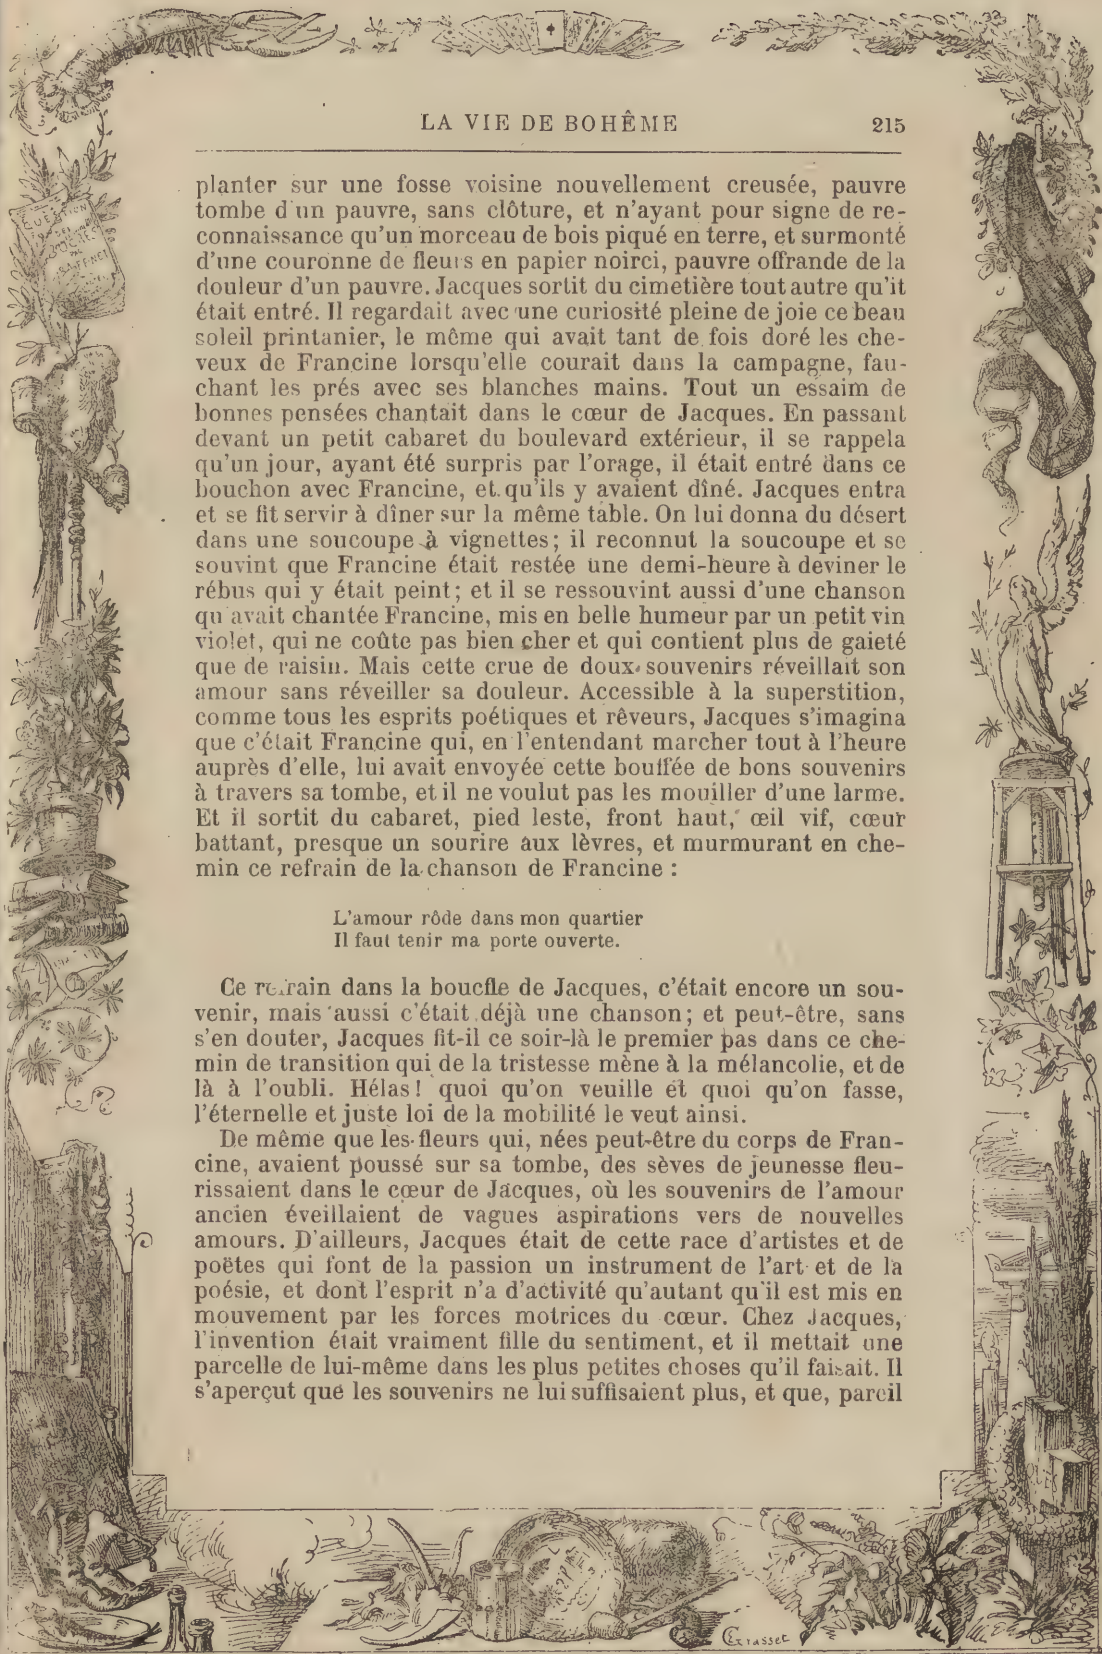 LA VIE DE BOHÊME 215
planter sur une fosse voisine nouvellement creusée, pauvre
tombe d'un pauvre, sans clôture, et n'ayant pour signe de re-
connaissance qu'un morceau de bois piqué en terre, et surmonté
d'une couronne de fleurs en papier noirci, pauvre offrande de la
douleur d'un pauvre. Jacques sortit du cimetière tout autre qu'it
était entré. Il regardait avec une curiosité pleine de joie ce beau
soleil printanier, le même qui avait tant de fois doré les che-
veux de Francine lorsqu'elle courait dans la campagne, fau-
chant les prés avec ses blanches mains. Tout un essaim de
bonnes pensées chantait dans le cœur de Jacques. En passant
devant un petit cabaret du boulevard extérieur, il se rappela
qu'un jour, ayant été surpris par l'orage, il était entré dans ce
bouchon avec Francine, et qu'ils y avaient dîné. Jacques entra
et se fit servir à dîner sur la même table. On lui donna du désert
dans une soucoupe à vignettes; il reconnut la soucoupe et se
souvint que Francine était restée une demi-heure à deviner le
rébus qui y était peint; et il se ressouvint aussi d'une chanson
qu'avait chantée Francine, mis en belle humeur par un petit vin
violet, qui ne coûte pas bien cher et qui contient plus de gaieté
que de raisin. Mais cette crue de doux souvenirs réveillait son
amour sans réveiller sa douleur. Accessible à la superstition,
comme tous les esprits poétiques et rêveurs, Jacques s'imagina
que c'était Francine qui, en l'entendant marcher tout à l'heure
auprès d'elle, lui avait envoyée cette bouffée de bons souvenirs
à travers sa tombe, et il ne voulut pas les mouiller d'une larme.
Et il sortit du cabaret, pied leste, front haut, œil vif, cœur
battant, presque un sourire aux lèvres, et murmurant en che-
min ce refrain de la chanson de Francine :
L'amour rôde dans mon quartier
Il faut tenir ma porte ouverte.
Ce refrain dans la boucfle de Jacques, c'était encore un sou-
venir, mais aussi c'était déjà une chanson; et peut-être, sans
s'en douter, Jacques fit-il ce soir-là le premier pas dans ce che-
min de transition qui de la tristesse mène à la mélancolie, et de
là à l'oubli. Hélas! quoi qu'on veuille et quoi qu'on fasse,
l'éternelle et juste loi de la mobilité le veut ainsi.
De même que les fleurs qui, nées peut-être du corps de Fran-
cine, avaient poussé sur sa tombe, des sèves de jeunesse fleu-
rissaient dans le cœur de Jacques, où les souvenirs de l'amour
ancien éveillaient de vagues aspirations vers de nouvelles
amours. D'ailleurs, Jacques était de cette race d'artistes et de
poëtes qui font de la passion un instrument de l'art et de la
poésie, et dont l'esprit n'a d'activité qu'autant qu'il est mis en
mouvement par les forces motrices du cœur. Chez Jacques,
l'invention était vraiment fille du sentiment, et il mettait une
parcelle de lui-même dans les plus petites choses qu'il faisait. Il
s'aperçut que les souvenirs ne lui suffisaient plus, et que, pareil
Grasset